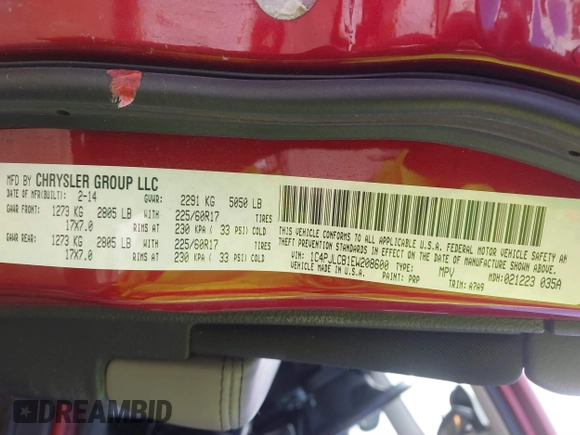 MFD BY CHRYSLER GROUP LLC
DATE OF MFR(BUILT): 2-14 GVWR: 2291 KG 5050 LB
GAWR FRONT: 1273 KG 2805 LB WITH 225/60R17 TIRES
17X7.0 RIMS AT 230 KPA ( 33 PSI) COLD
GAWR REAR: 1273 KG 2805 LB WITH 225/60R17 TIRES
17X7.0 RIMS AT 230 KPA ( 33 PSI) COLD
THIS VEHICLE CONFORMS TO ALL APPLICABLE U.S.A. FEDERAL MOTOR VEHICLE SAFETY AND
THEFT PREVENTION STANDARDS IN EFFECT ON THE DATE OF MANUFACTURE SHOWN ABOVE.
VIN: 1C4PJLCB1EW208600 TYPE: MPV MDH: 021223 035A
VEHICLE MADE IN U.S.A. PAINT: PRP TRIM: A7A9
DREAMBID